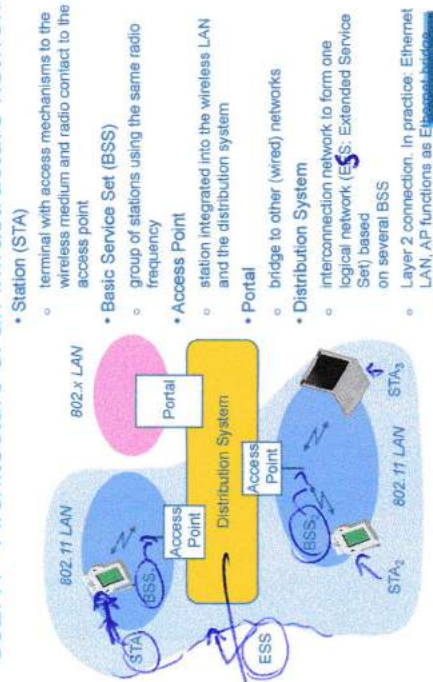 • Station (STA)
◦ terminal with access mechanisms to the
wireless medium and radio contact to the
access point
• Basic Service Set (BSS)
◦ group of stations using the same radio
frequency
• Access Point
◦ station integrated into the wireless LAN
and the distribution system
• Portal
◦ bridge to other (wired) networks
• Distribution System
◦ interconnection network to form one
logical network (ESS: Extended Service
Set) based
on several BSS
◦ Layer 2 connection. In practice: Ethernet
LAN, AP functions as Ethernet bridge
802.11 LAN
802.x LAN
STA
BSS
Access
Point
Portal
Distribution System
Access
Point
ESS
BSS
STA₂
802.11 LAN
STA₃